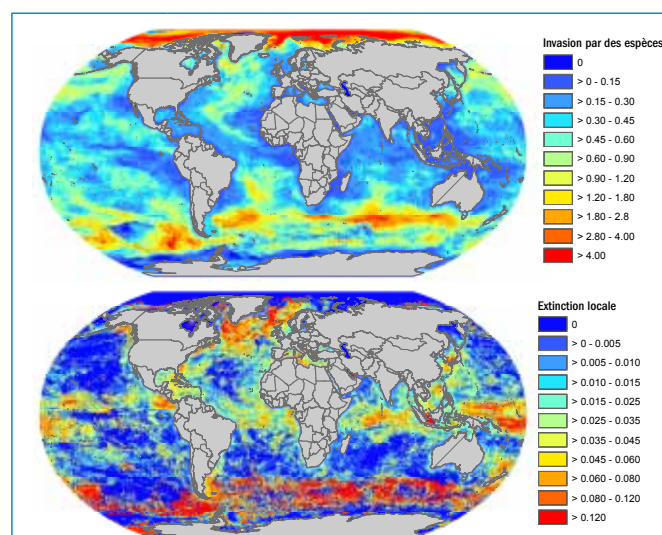 Invasion par des espèces
0
> 0 - 0.15
> 0.15 - 0.30
> 0.30 - 0.45
> 0.45 - 0.60
> 0.60 - 0.90
> 0.90 - 1.20
> 1.20 - 1.80
> 1.80 - 2.8
> 2.80 - 4.00
> 4.00
Extinction locale
0
> 0 - 0.005
> 0.005 - 0.010
> 0.010 - 0.015
> 0.015 - 0.025
> 0.025 - 0.035
> 0.035 - 0.045
> 0.045 - 0.060
> 0.060 - 0.080
> 0.080 - 0.120
> 0.120